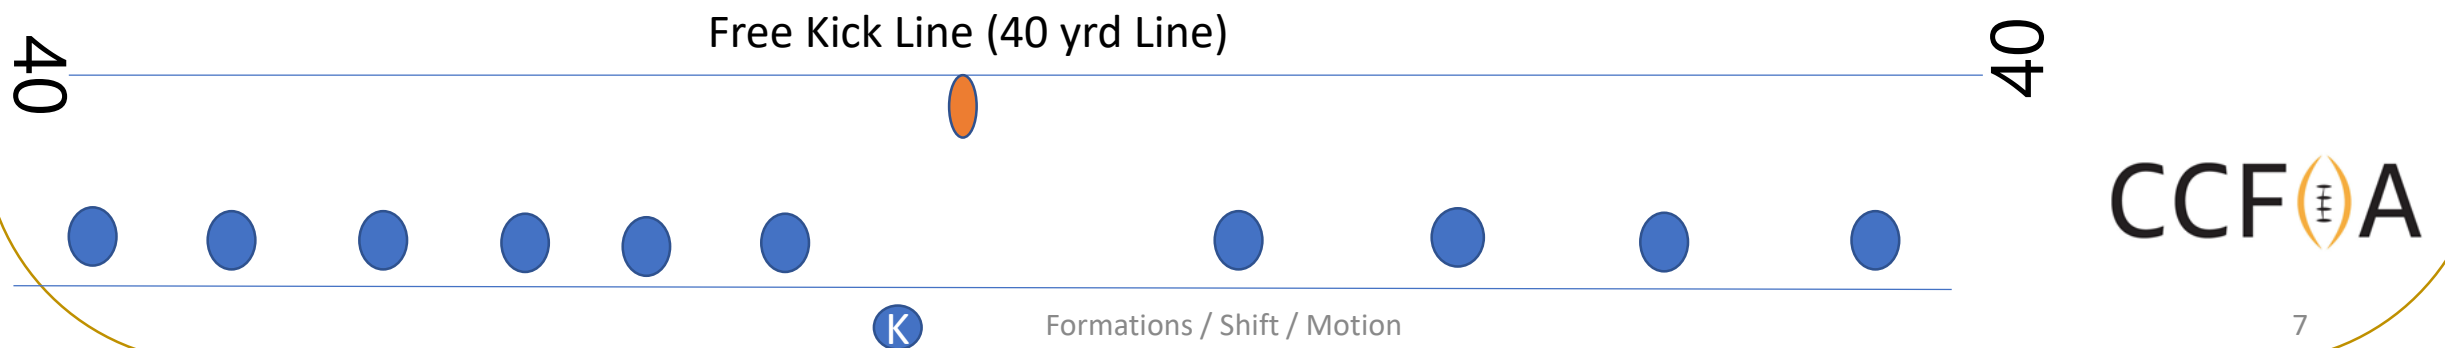 Free Kick Line (40 yrd Line)
40
40
CCFOA
K
Formations / Shift / Motion
7